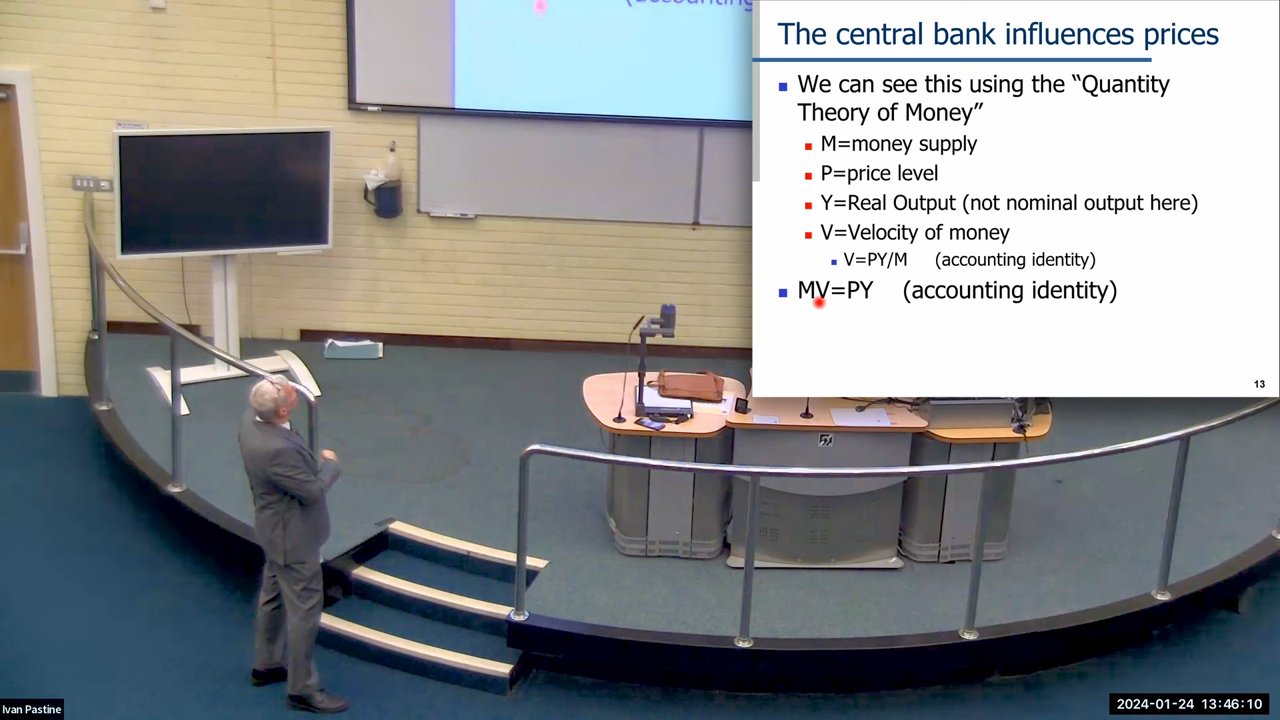 (accounting
The central bank influences prices
We can see this using the “Quantity
Theory of Money”
M=money supply
P=price level
Y=Real Output (not nominal output here)
V=Velocity of money
V=PY/M (accounting identity)
MV=PY (accounting identity)
13
Ivan Pastine
2024-01-24 13:46:10